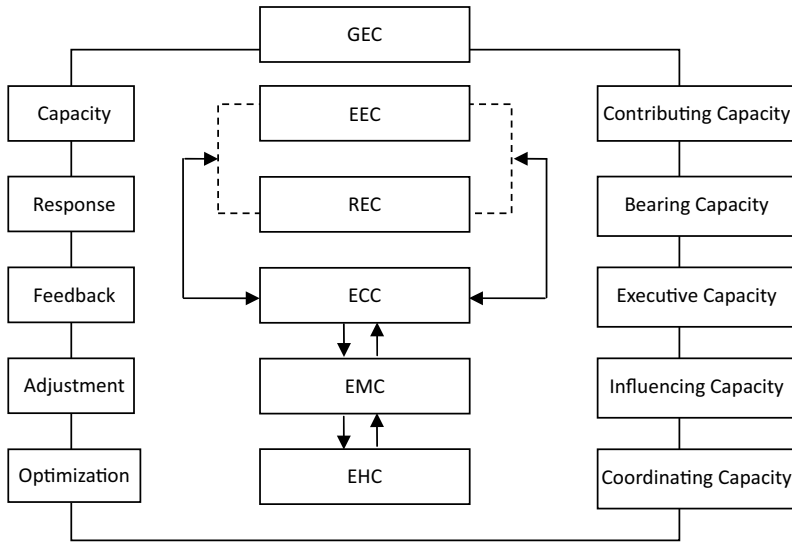 GEC
Capacity
EEC
Contributing Capacity
Response
REC
Bearing Capacity
Feedback
ECC
Executive Capacity
Adjustment
EMC
Influencing Capacity
Optimization
EHC
Coordinating Capacity